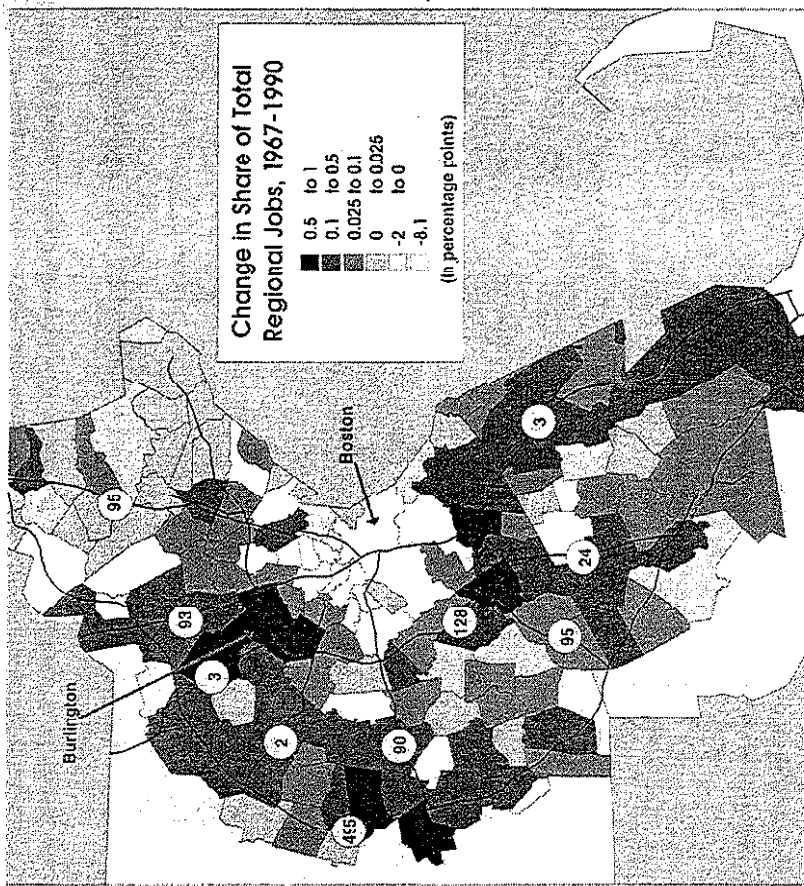 Change in Share of Total
Regional Jobs, 1967-1990
0.5 to 1
0.1 to 0.5
0.025 to 0.1
0 to 0.025
-2 to 0
-8.1
(In percentage points)
Burlington
Boston
95
93
3
2
495
90
128
95
24
3